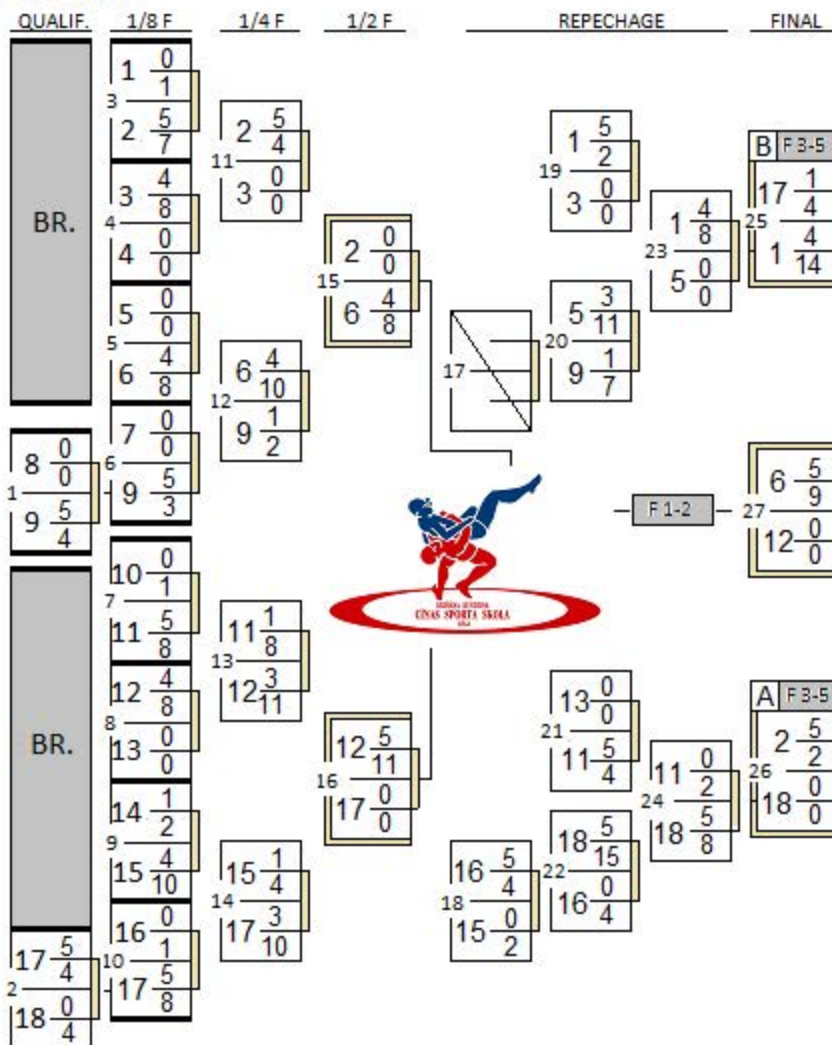 QUALIF. 1/8 F 1/4 F 1/2 F REPECHAGE FINAL
BR.
8 0 0
1
9 5 4
BR.
17 5 4
2
18 0 4
1 0 1
3
2 5 7
3 4 8
4
4 0 0
5 0 0
5
6 4 8
7 0 0
6
9 5 3
10 0 1
7
11 5 8
12 4 8
8
13 0 0
14 1 2
9
15 4 10
16 0 1
10
17 5 8
2 5 4
11
3 0 0
6 4 10
12
9 1 2
11 1 8
13
12 3 11
15 1 4
14
17 3 10
2 0 0
15
6 4 8
12 5 11
16
17 0 0
17
16 5 4
18
15 0 2
1 5 2
19
3 0 0
5 3 11
20
9 1 7
13 0 0
21
11 5 4
18 5 15
22
16 0 4
1 4 8
23
5 0 0
11 0 2
24
18 5 8
B F 3-5
17 1 4
25
1 4 14
F 1-2
6 5 9
27
12 0 0
A F 3-5
2 5 2
26
18 0 0
CIŅAS SPORTA SKOLA